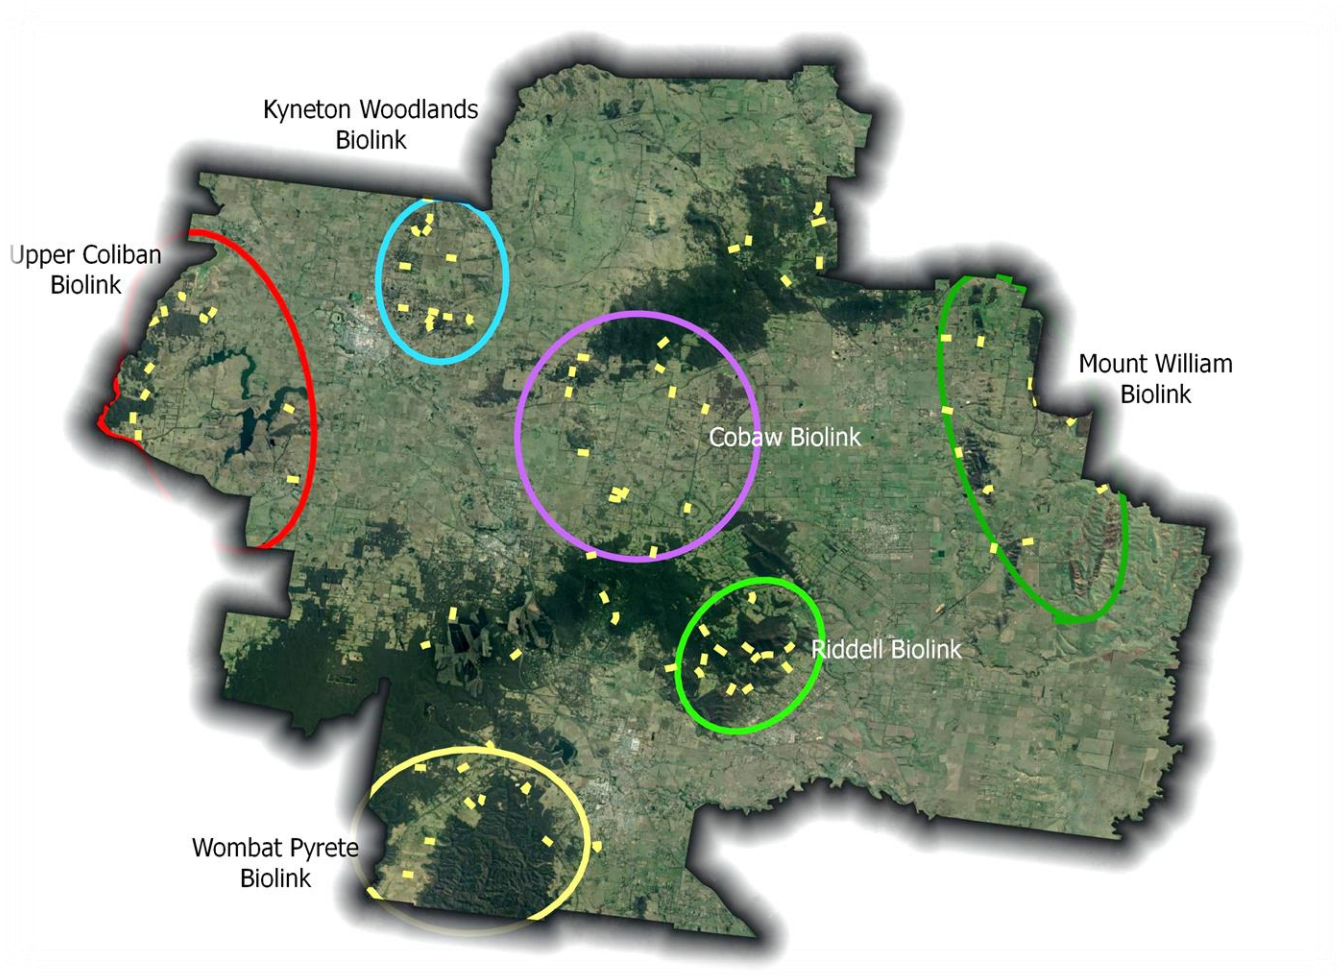 Kyneton Woodlands
Biolink
Upper Coliban
Biolink
Mount William
Biolink
Cobaw Biolink
Riddell Biolink
Wombat Pyrete
Biolink